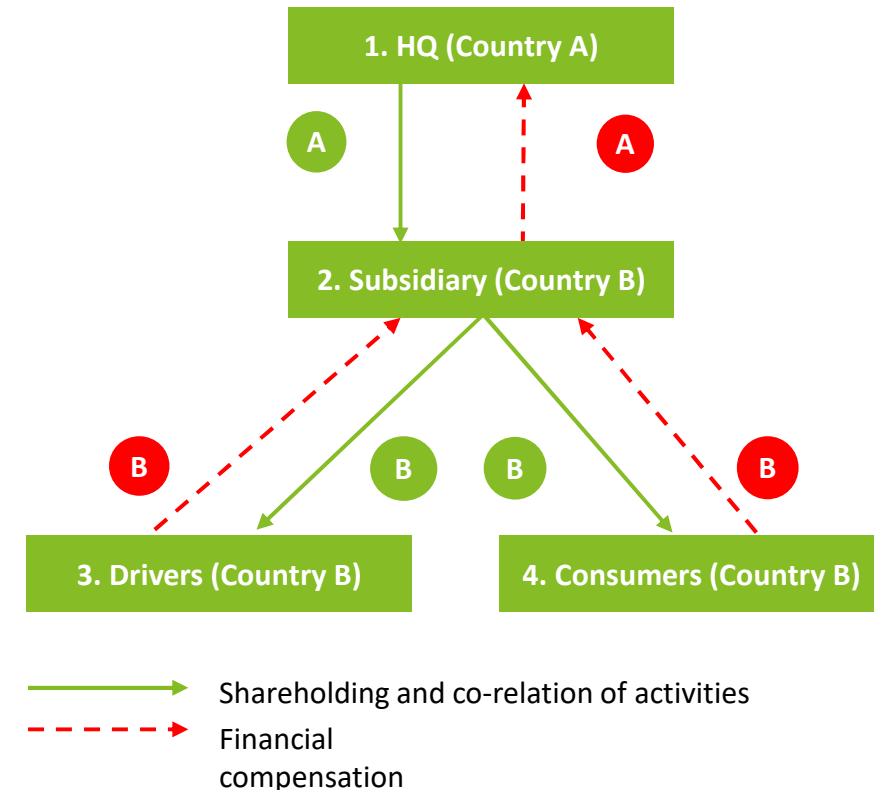 1. HQ (Country A)
A
A
2. Subsidiary (Country B)
B
B
B
B
3. Drivers (Country B)
4. Consumers (Country B)
Shareholding and co-relation of activities
Financial
compensation